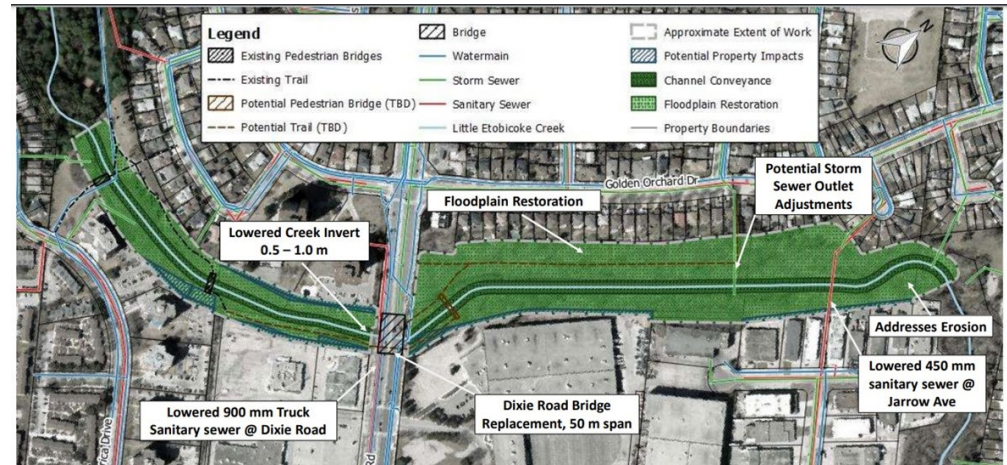 Legend
Existing Pedestrian Bridges
Existing Trail
Potential Pedestrian Bridge (TBD)
Potential Trail (TBD)
Bridge
Watermain
Storm Sewer
Sanitary Sewer
Little Etobicoke Creek
Approximate Extent of Work
Potential Property Impacts
Channel Conveyance
Floodplain Restoration
Property Boundaries
N
Golden Orchard Dr
Potential Storm
Sewer Outlet
Adjustments
Floodplain Restoration
Lowered Creek Invert
0.5 – 1.0 m
Addresses Erosion
Lowered 450 mm
sanitary sewer @
Jarrow Ave
Dixie Road Bridge
Replacement, 50 m span
Lowered 900 mm Truck
Sanitary sewer @ Dixie Road
rica Drive
Rd